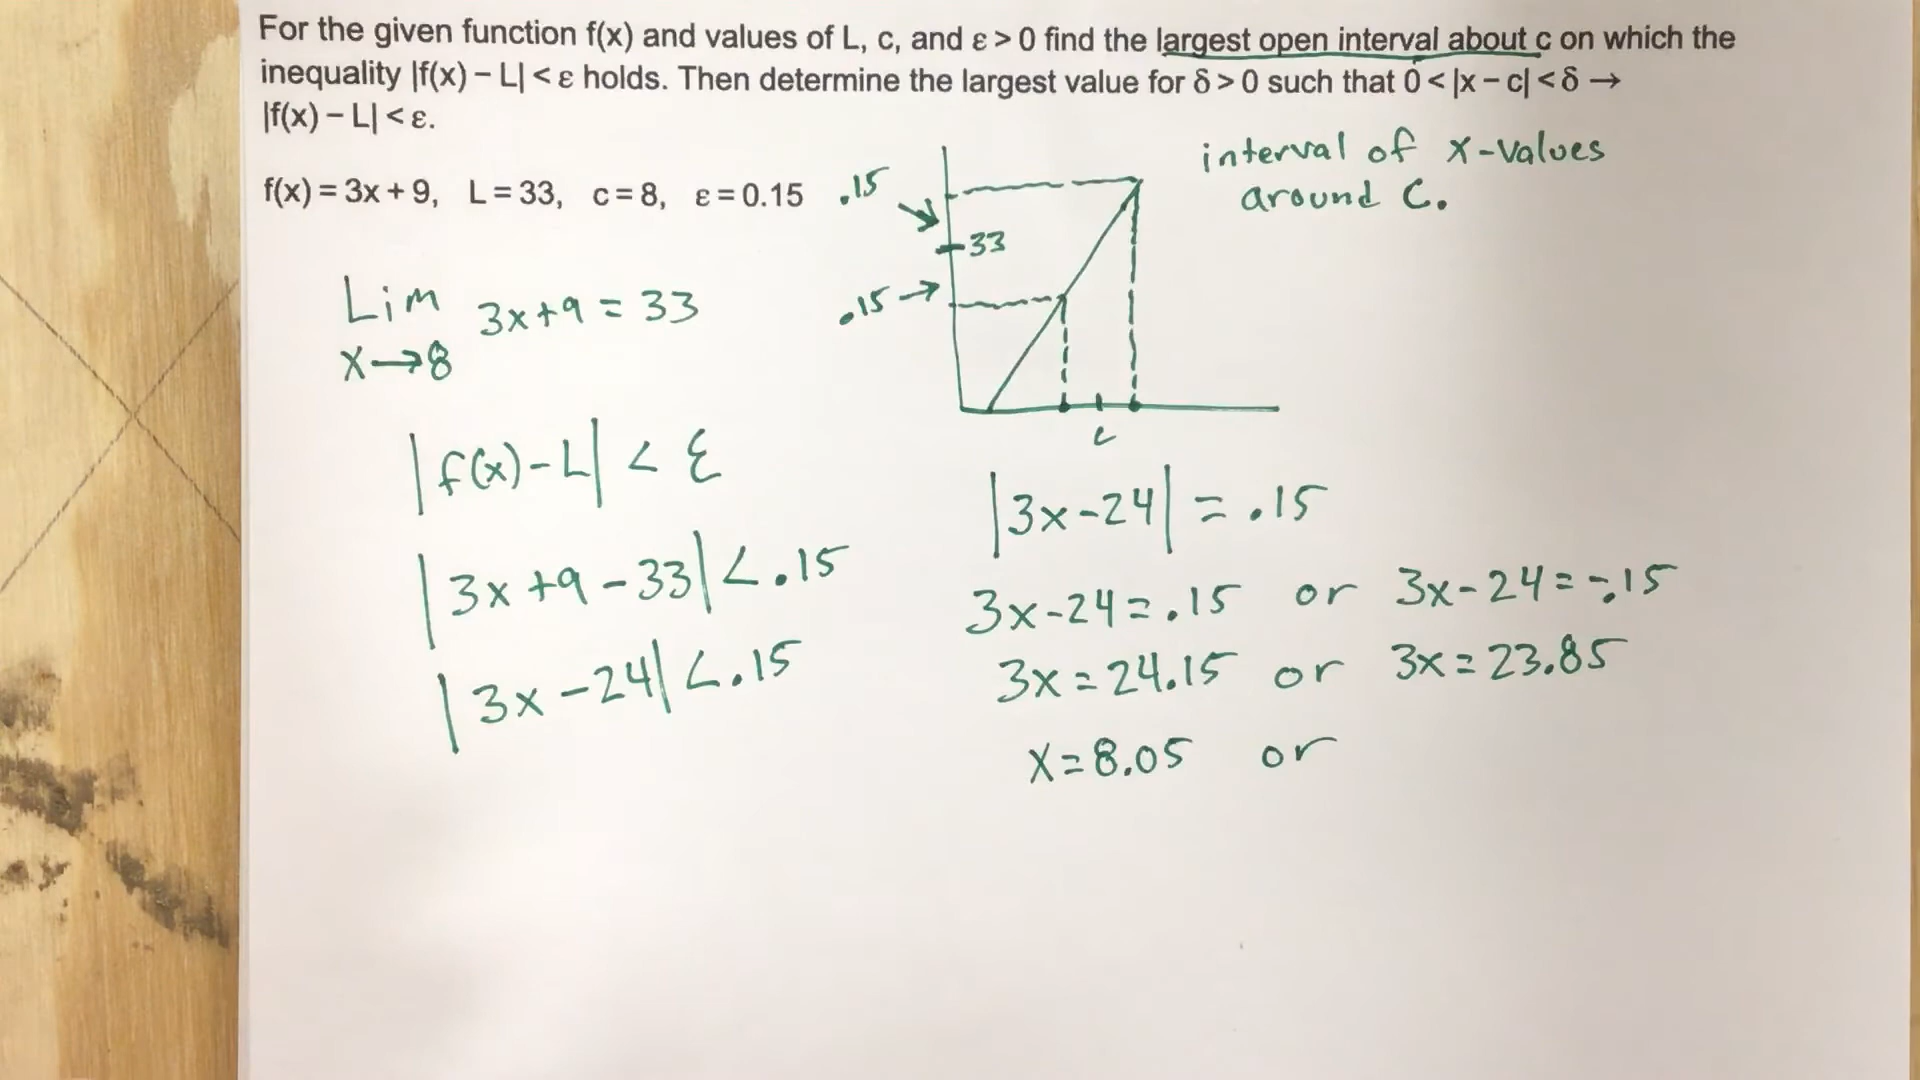 For the given function f(x) and values of L, c, and ε > 0 find the largest open interval about c on which the
inequality |f(x) – L| < ε holds. Then determine the largest value for δ > 0 such that 0 < |x – c| < δ →
|f(x) – L| < ε.
interval of x-values
around C.
f(x) = 3x + 9, L = 33, c = 8, ε = 0.15
.15
33
.15
c
Lim 3x+9 = 33
x→8
|f(x)-L| < ε
|3x+9-33| < .15
|3x-24| < .15
|3x-24| = .15
3x-24 = .15 or 3x-24 = -.15
3x = 24.15 or 3x = 23.85
x = 8.05 or